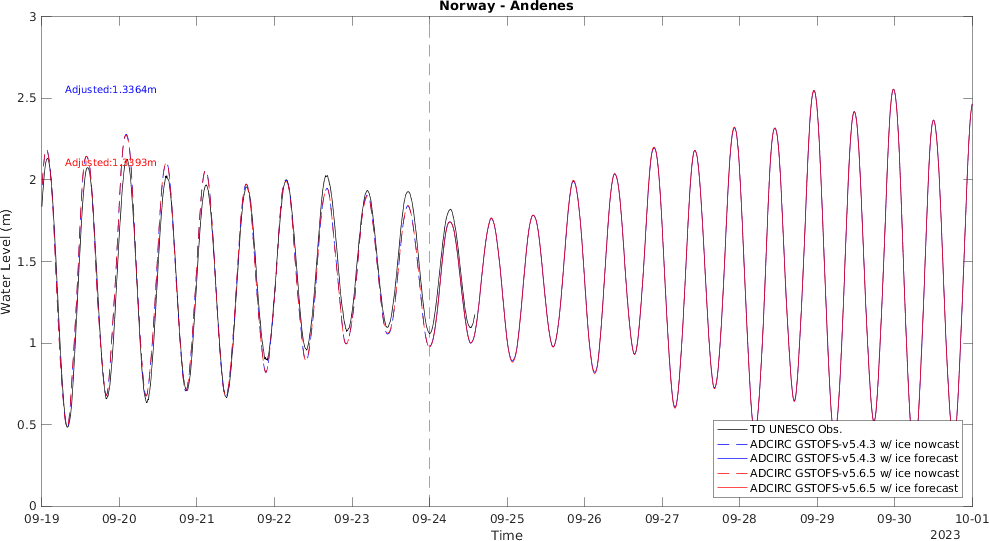 Norway - Andenes
3
2.5
2
1.5
1
0.5
0
Water Level (m)
Adjusted:1.3364m
Adjusted:1.3393m
TD UNESCO Obs.
ADCIRC GSTOFS-v5.4.3 w/ ice nowcast
ADCIRC GSTOFS-v5.4.3 w/ ice forecast
ADCIRC GSTOFS-v5.6.5 w/ ice nowcast
ADCIRC GSTOFS-v5.6.5 w/ ice forecast
09-19 09-20 09-21 09-22 09-23 09-24 09-25 09-26 09-27 09-28 09-29 09-30 10-01
Time
2023